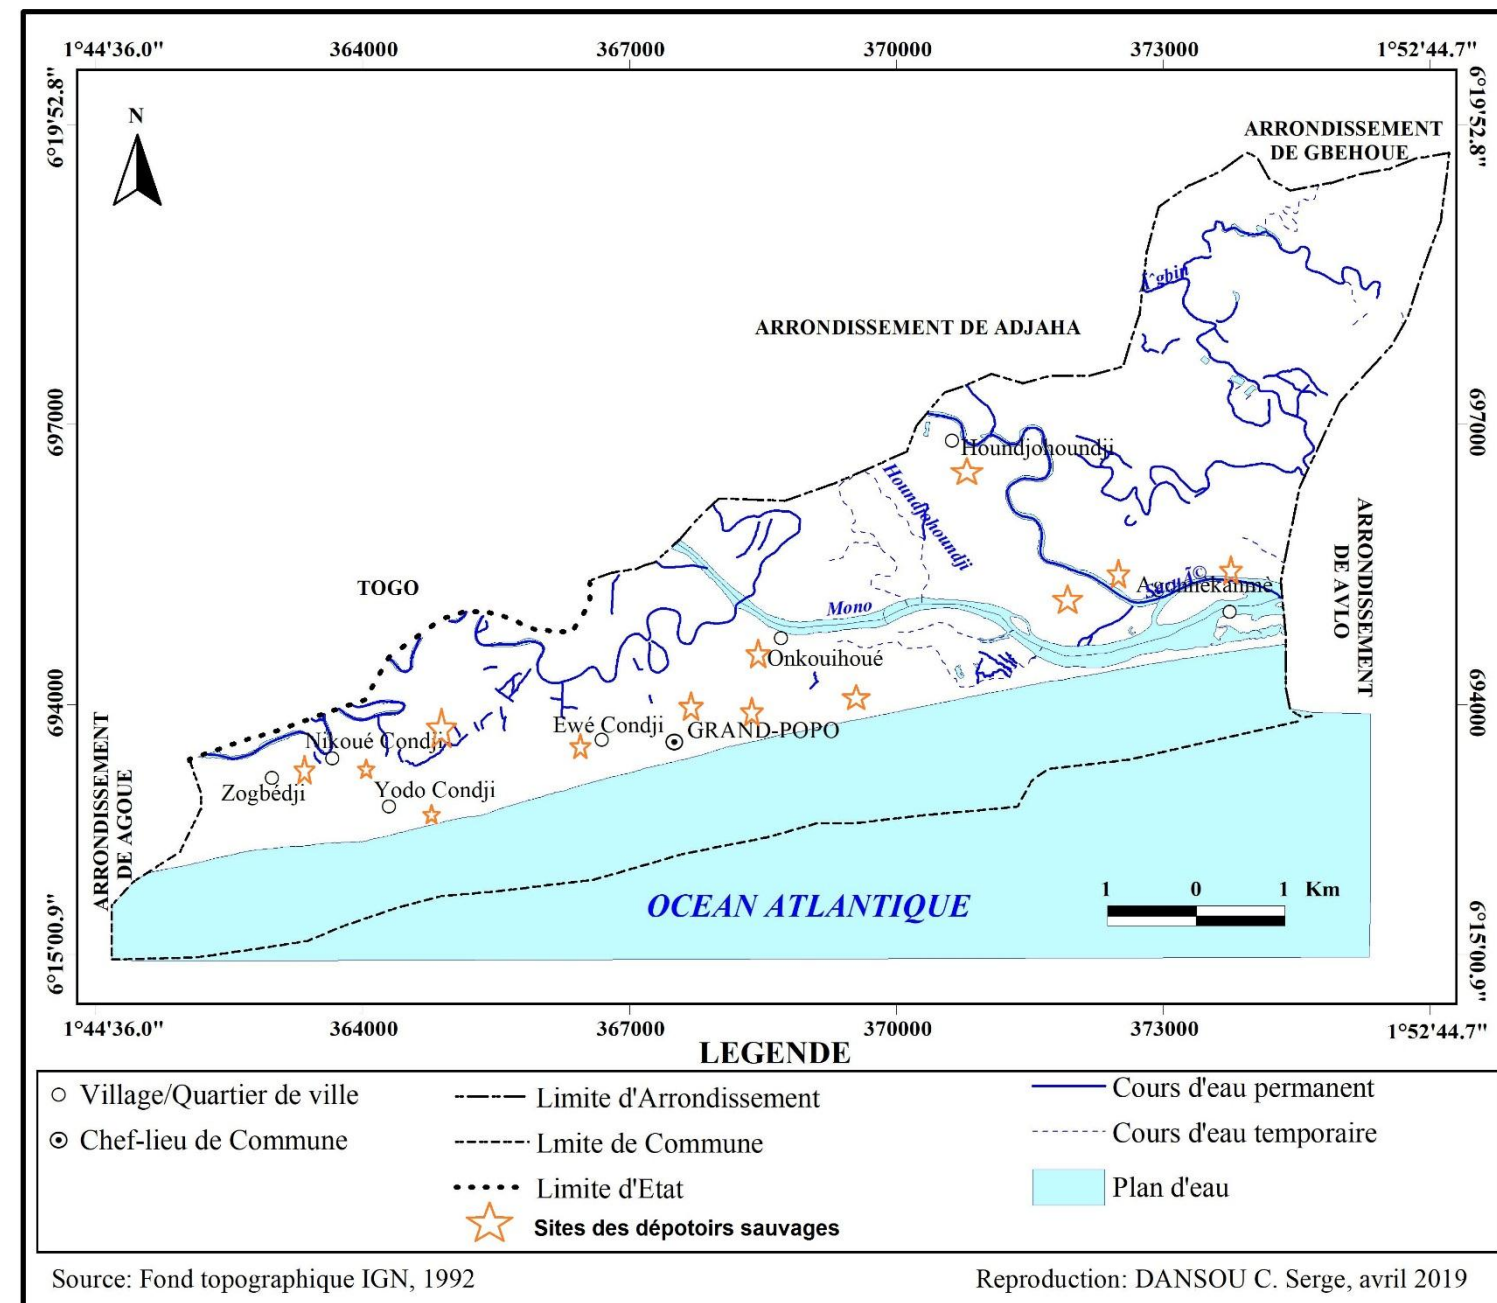 1°44'36.0" 364000 367000 370000 373000 1°52'44.7"
6°19'52.8"
6°19'52.8"
N
ARRONDISSEMENT
DE GBEHOUE
gbin
ARRONDISSEMENT DE ADJAHA
697000
697000
Houndjohoundji
Houndjohoundji
ARRONDISSEMENT
DE AVLO
TOGO
Agonnékanmè
Mono
Onkouihoué
694000
694000
Ewé Condji
GRAND-POPO
Nikoué Condji
Zogbédji
Yodo Condji
ARRONDISSEMENT
DE AGOUE
OCEAN ATLANTIQUE
1 0 1 Km
6°15'00.9"
6°15'00.9"
1°44'36.0" 364000 367000 370000 373000 1°52'44.7"
LEGENDE
Village/Quartier de ville
Chef-lieu de Commune
Limite d'Arrondissement
Lmite de Commune
Limite d'Etat
Sites des dépotoirs sauvages
Cours d'eau permanent
Cours d'eau temporaire
Plan d'eau
Source: Fond topographique IGN, 1992
Reproduction: DANSOU C. Serge, avril 2019